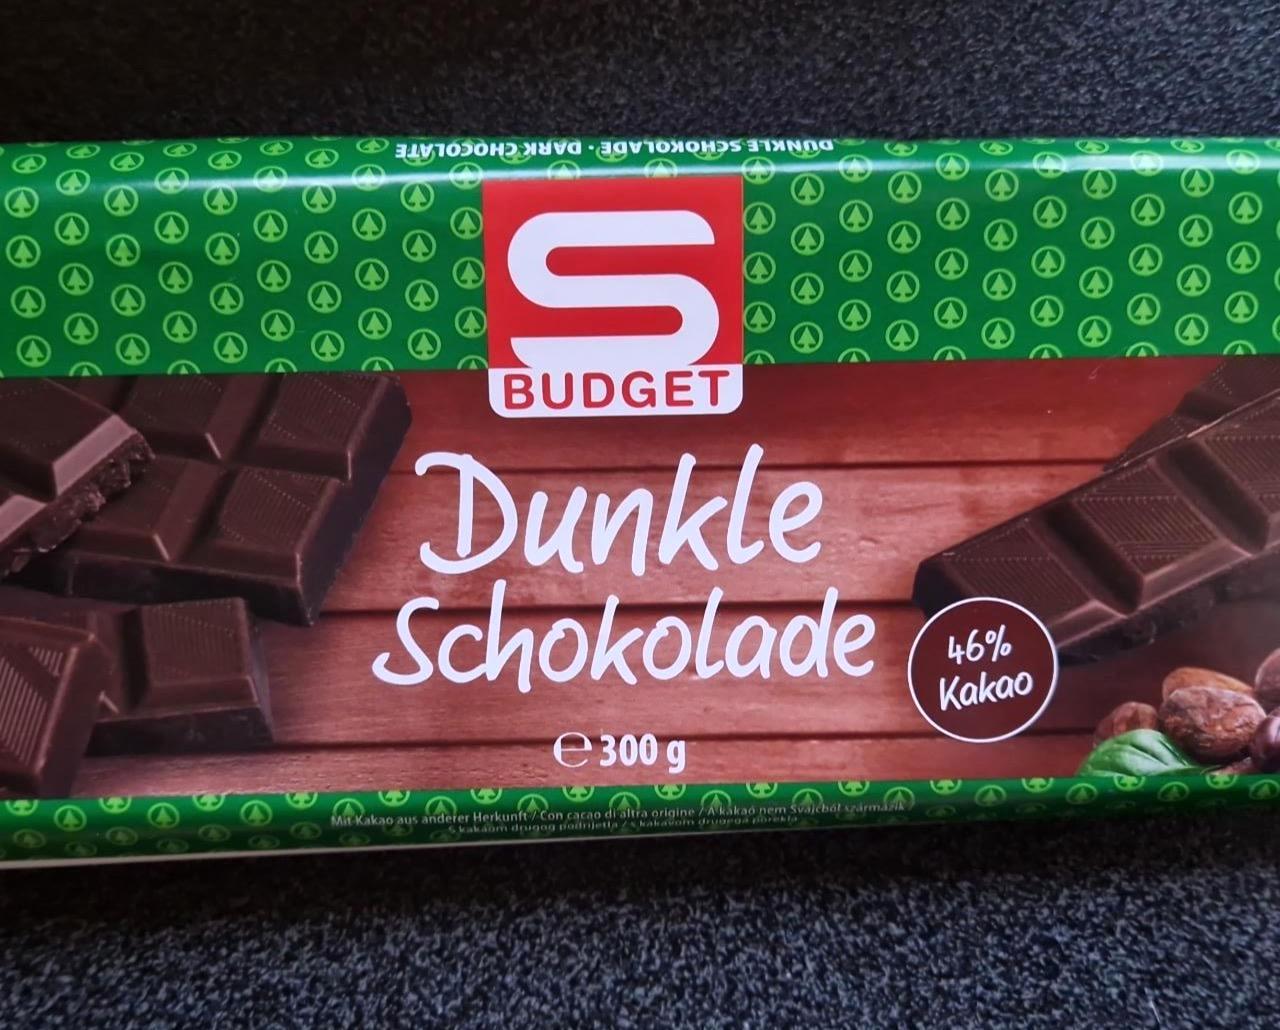 DUNKLE SCHOKOLADE · DARK CHOCOLATE
S
BUDGET
Dunkle
Schokolade
46%
Kakao
℮ 300 g
Mit Kakao aus anderer Herkunft / Con cacao di altra origine / A kakaó nem Svájcból származik /
S kakaom drugog podrijetla / s kakavom drugega porekla